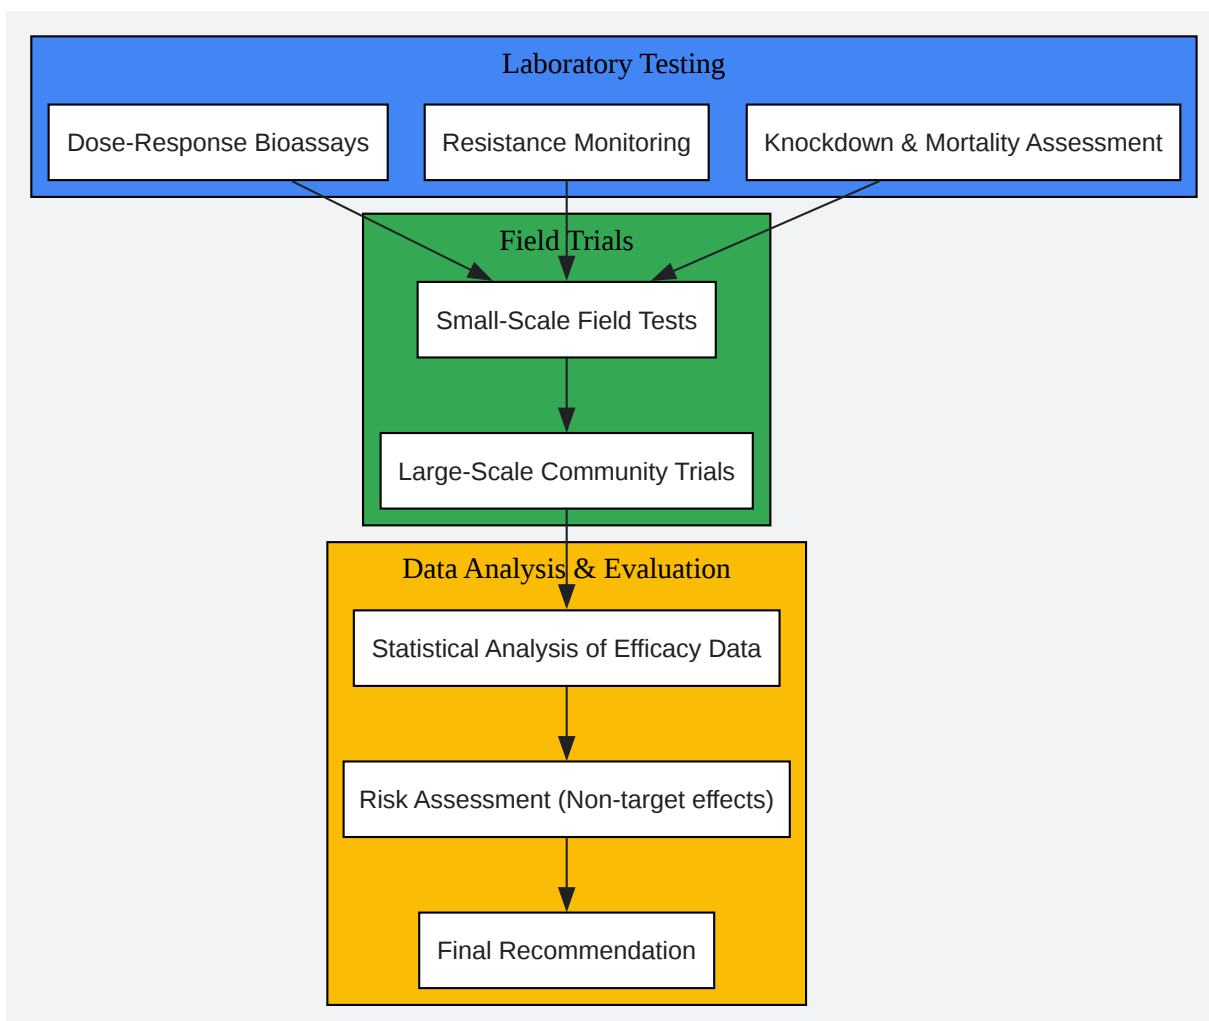 Laboratory Testing
Dose-Response Bioassays
Resistance Monitoring
Knockdown & Mortality Assessment
Field Trials
Small-Scale Field Tests
Large-Scale Community Trials
Data Analysis & Evaluation
Statistical Analysis of Efficacy Data
Risk Assessment (Non-target effects)
Final Recommendation